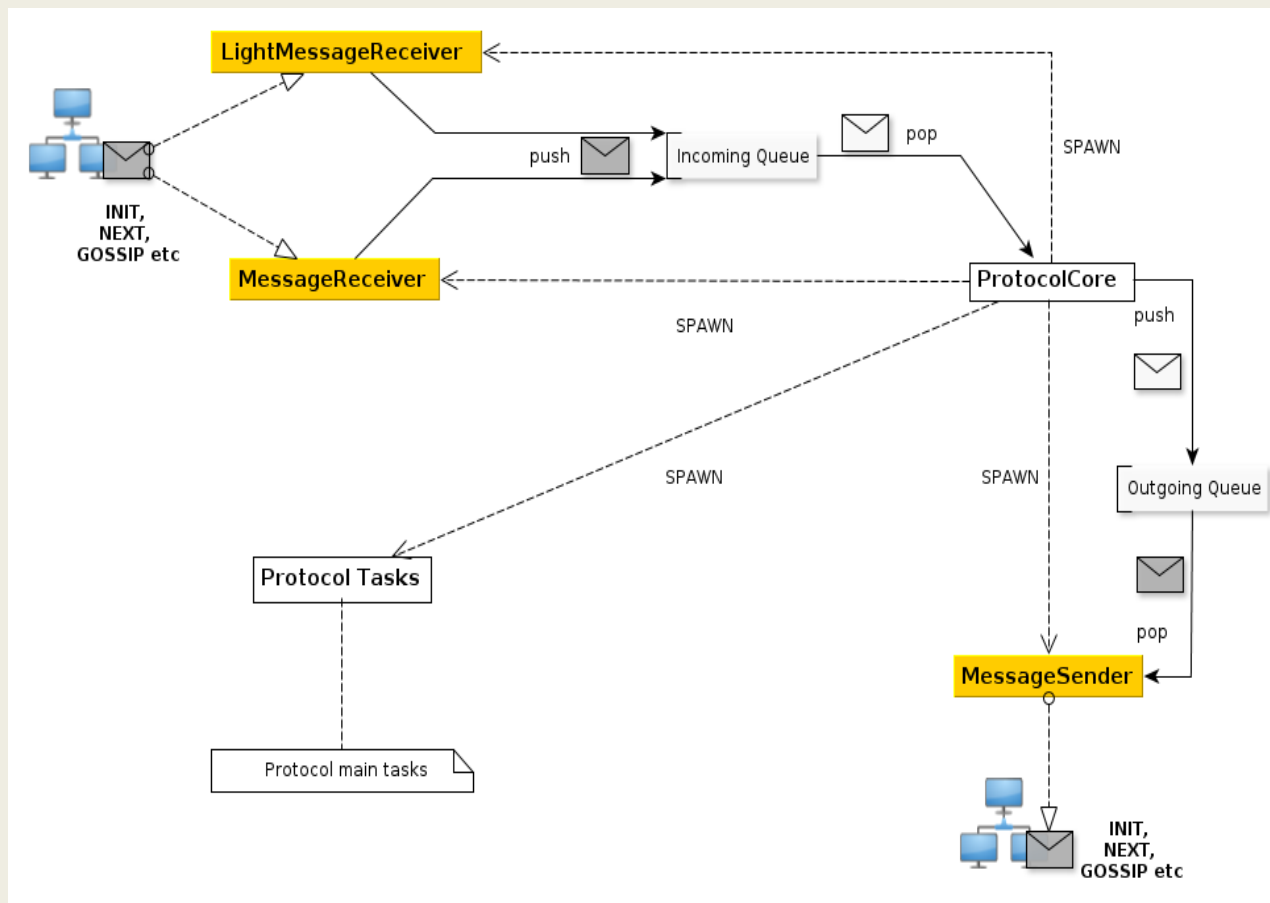 LightMessageReceiver
pop
SPAWN
push
Incoming Queue
INIT,
NEXT,
GOSSIP etc
MessageReceiver
ProtocolCore
SPAWN
push
SPAWN
SPAWN
Outgoing Queue
Protocol Tasks
pop
MessageSender
Protocol main tasks
INIT,
NEXT,
GOSSIP etc